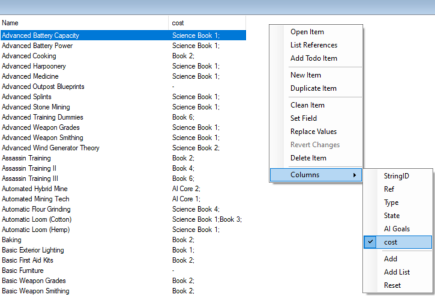 Name cost
Advanced Battery Capacity Science Book 1;
Advanced Battery Power Science Book 1;
Advanced Cooking Book 2;
Advanced Harpoonery Science Book 1;
Advanced Medicine Science Book 1;
Advanced Outpost Blueprints -
Advanced Splints Science Book 1;
Advanced Stone Mining Science Book 1;
Advanced Training Dummies Book 6;
Advanced Weapon Grades Science Book 1;
Advanced Weapon Smithing Science Book 1;
Advanced Wind Generator Theory Science Book 2;
Assassin Training Book 2;
Assassin Training II Book 4;
Assassin Training III Book 6;
Automated Hybrid Mine AI Core 2;
Automated Mining Tech AI Core 1;
Automatic Flour Grinding Science Book 4;
Automatic Loom (Cotton) Science Book 1;Book 3;
Automatic Loom (Hemp) Science Book 1;
Baking Book 2;
Basic Exterior Lighting Book 1;
Basic First Aid Kits Book 2;
Basic Furniture -
Basic Weapon Grades Book 2;
Basic Weapon Smithing Book 2;
Open Item
List References
Add Todo Item
New Item
Duplicate Item
Clean Item
Set Field
Replace Values
Revert Changes
Delete Item
Columns
StringID
Ref
Type
State
AI Goals
cost
Add
Add List
Reset